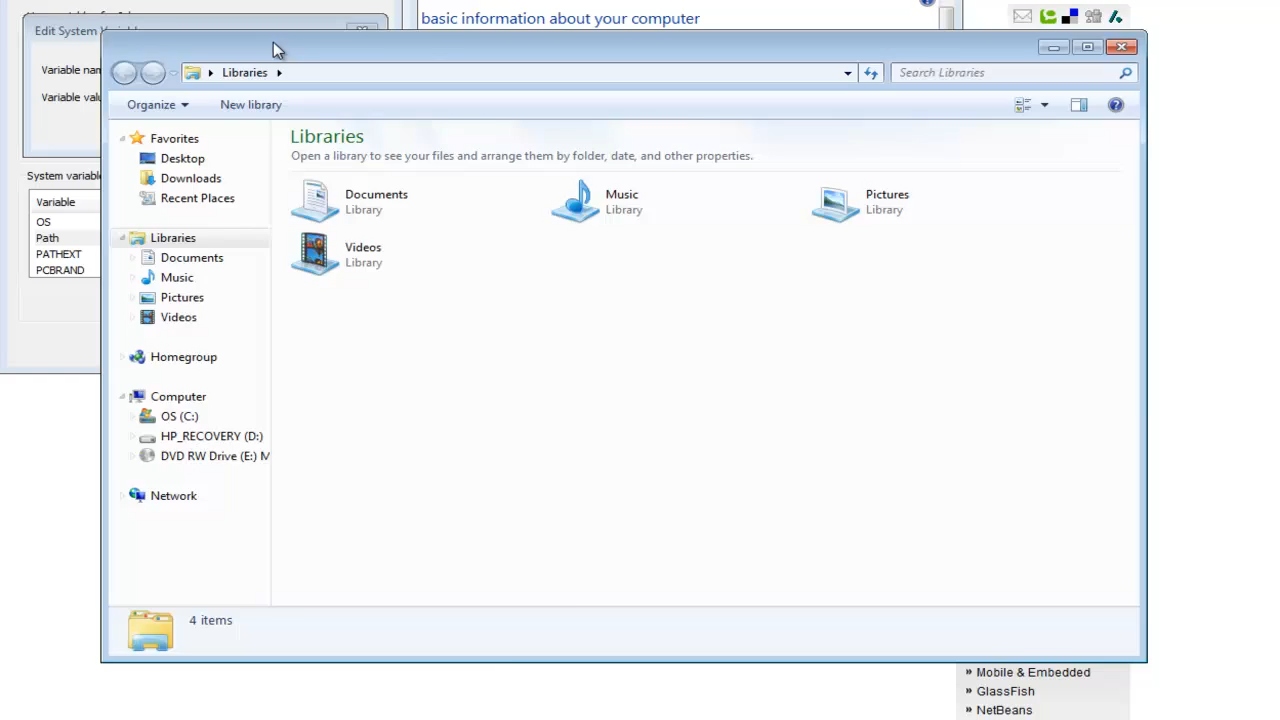 basic information about your computer
Edit System Varia
Variable nam
Variable valu
System variable
Variable
OS
Path
PATHEXT
PCBRAND
Libraries
Search Libraries
Organize
New library
Favorites
Desktop
Downloads
Recent Places
Libraries
Documents
Music
Pictures
Videos
Homegroup
Computer
OS (C:)
HP_RECOVERY (D:)
DVD RW Drive (E:) M
Network
Libraries
Open a library to see your files and arrange them by folder, date, and other properties.
Documents
Library
Music
Library
Pictures
Library
Videos
Library
4 items
» Mobile & Embedded
» GlassFish
» NetBeans